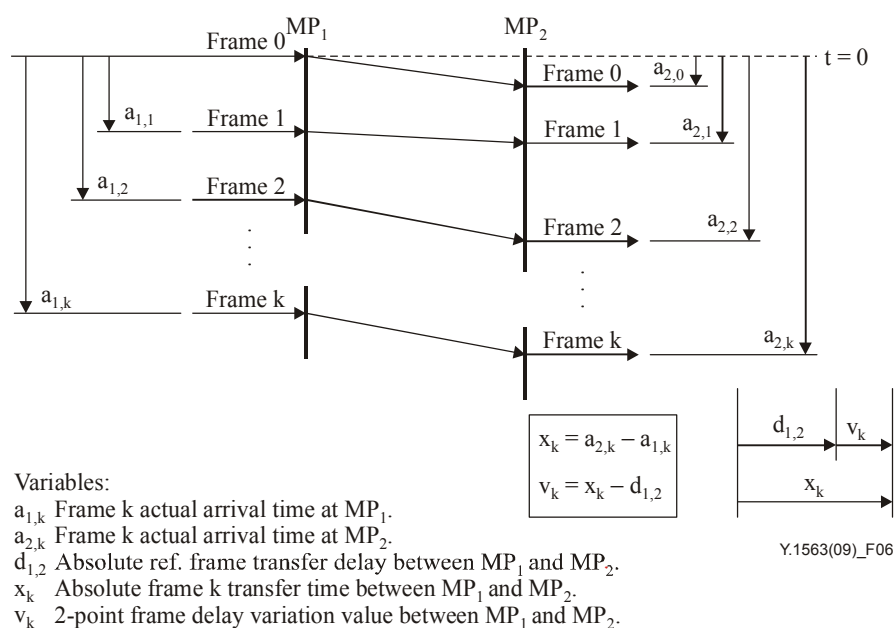 MP1 MP2
Frame 0 t = 0
Frame 0 a2,0
a1,1 Frame 1 Frame 1 a2,1
a1,2 Frame 2
Frame 2 a2,2
a1,k Frame k
Frame k a2,k
xk = a2,k – a1,k
vk = xk – d1,2
d1,2 vk
xk
Variables:
a1,k Frame k actual arrival time at MP1.
a2,k Frame k actual arrival time at MP2.
d1,2 Absolute ref. frame transfer delay between MP1 and MP2.
xk Absolute frame k transfer time between MP1 and MP2.
vk 2-point frame delay variation value between MP1 and MP2.
Y.1563(09)_F06